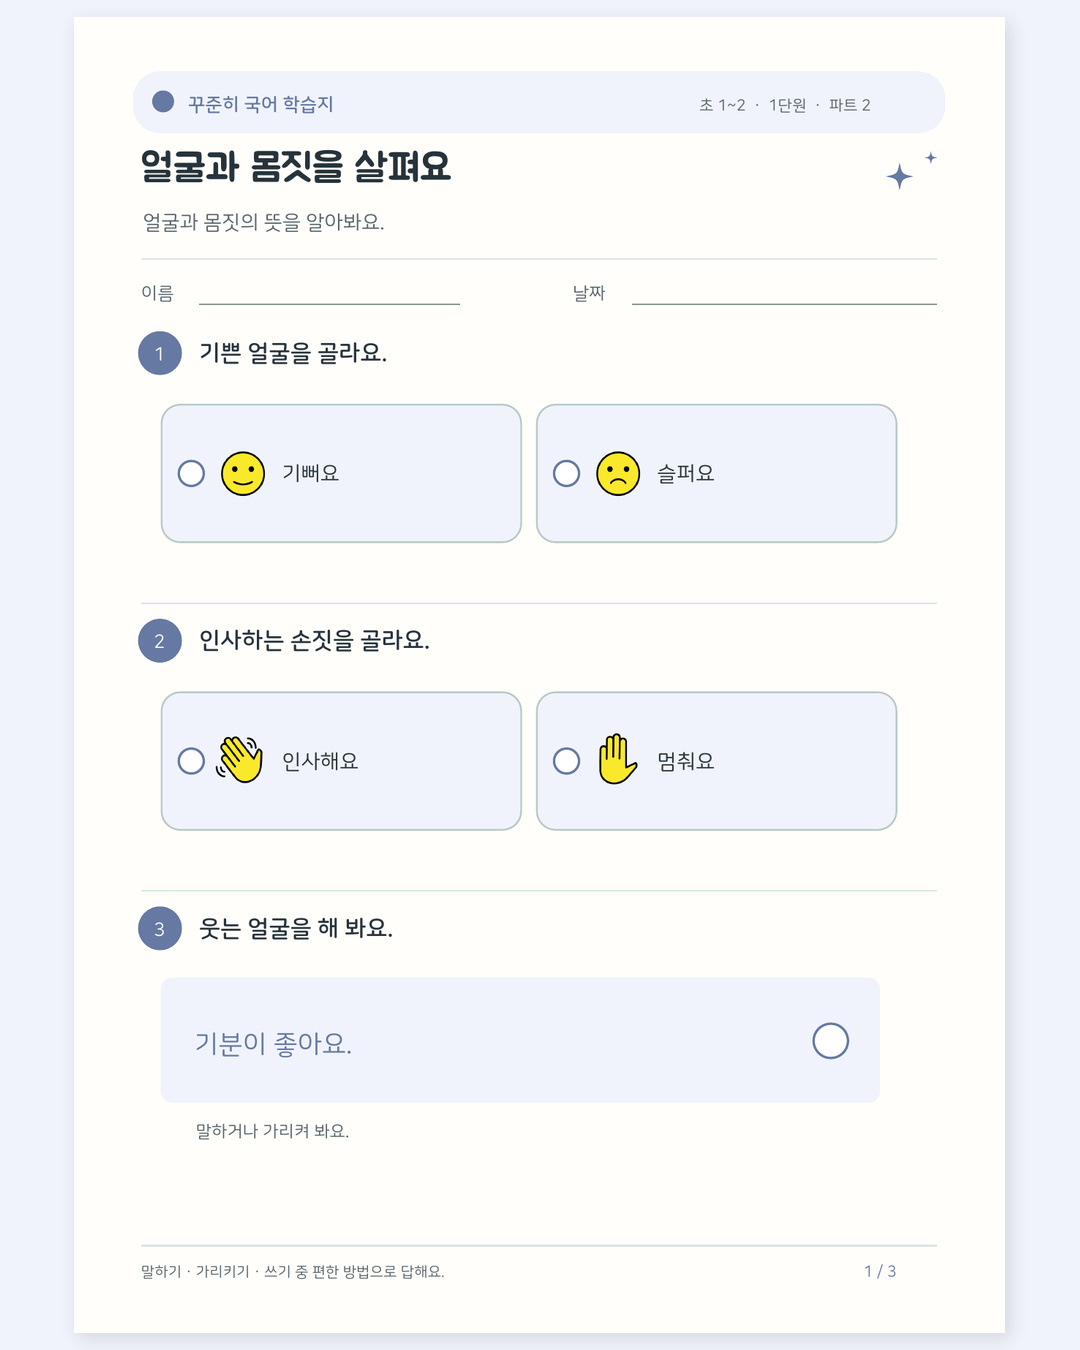 꾸준히 국어 학습지
초 1~2 · 1단원 · 파트 2
얼굴과 몸짓을 살펴요
얼굴과 몸짓의 뜻을 알아봐요.
이름
날짜
1 기쁜 얼굴을 골라요.
기뻐요
슬퍼요
2 인사하는 손짓을 골라요.
인사해요
멈춰요
3 웃는 얼굴을 해 봐요.
기분이 좋아요.
말하거나 가리켜 봐요.
말하기 · 가리키기 · 쓰기 중 편한 방법으로 답해요.
1 / 3